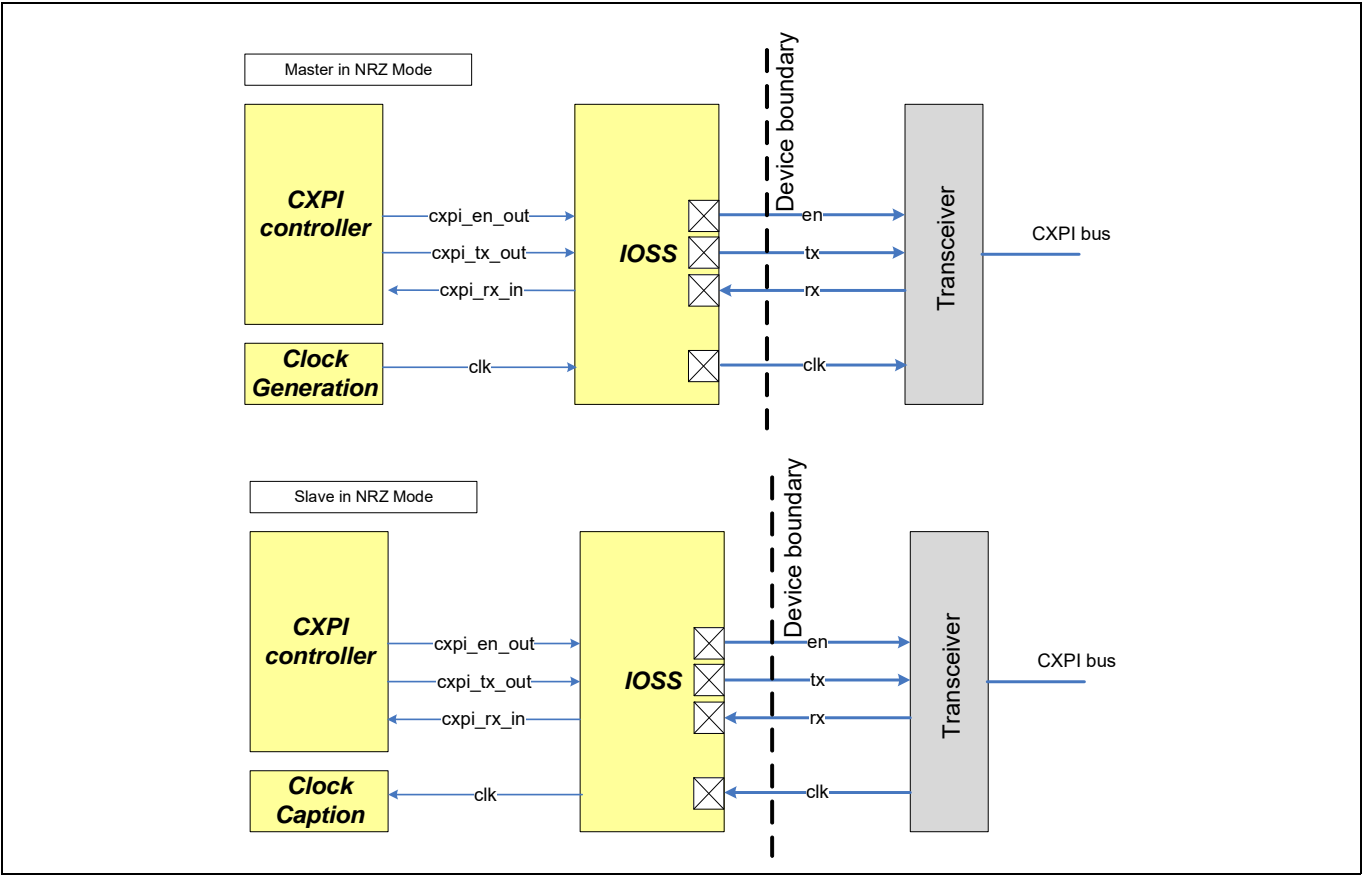 Master in NRZ Mode
Device boundary
CXPI
controller
cxpi_en_out
cxpi_tx_out
cxpi_rx_in
IOSS
en
tx
rx
Transceiver
CXPI bus
Clock
Generation
clk
clk
Slave in NRZ Mode
Device boundary
CXPI
controller
cxpi_en_out
cxpi_tx_out
cxpi_rx_in
IOSS
en
tx
rx
Transceiver
CXPI bus
Clock
Caption
clk
clk